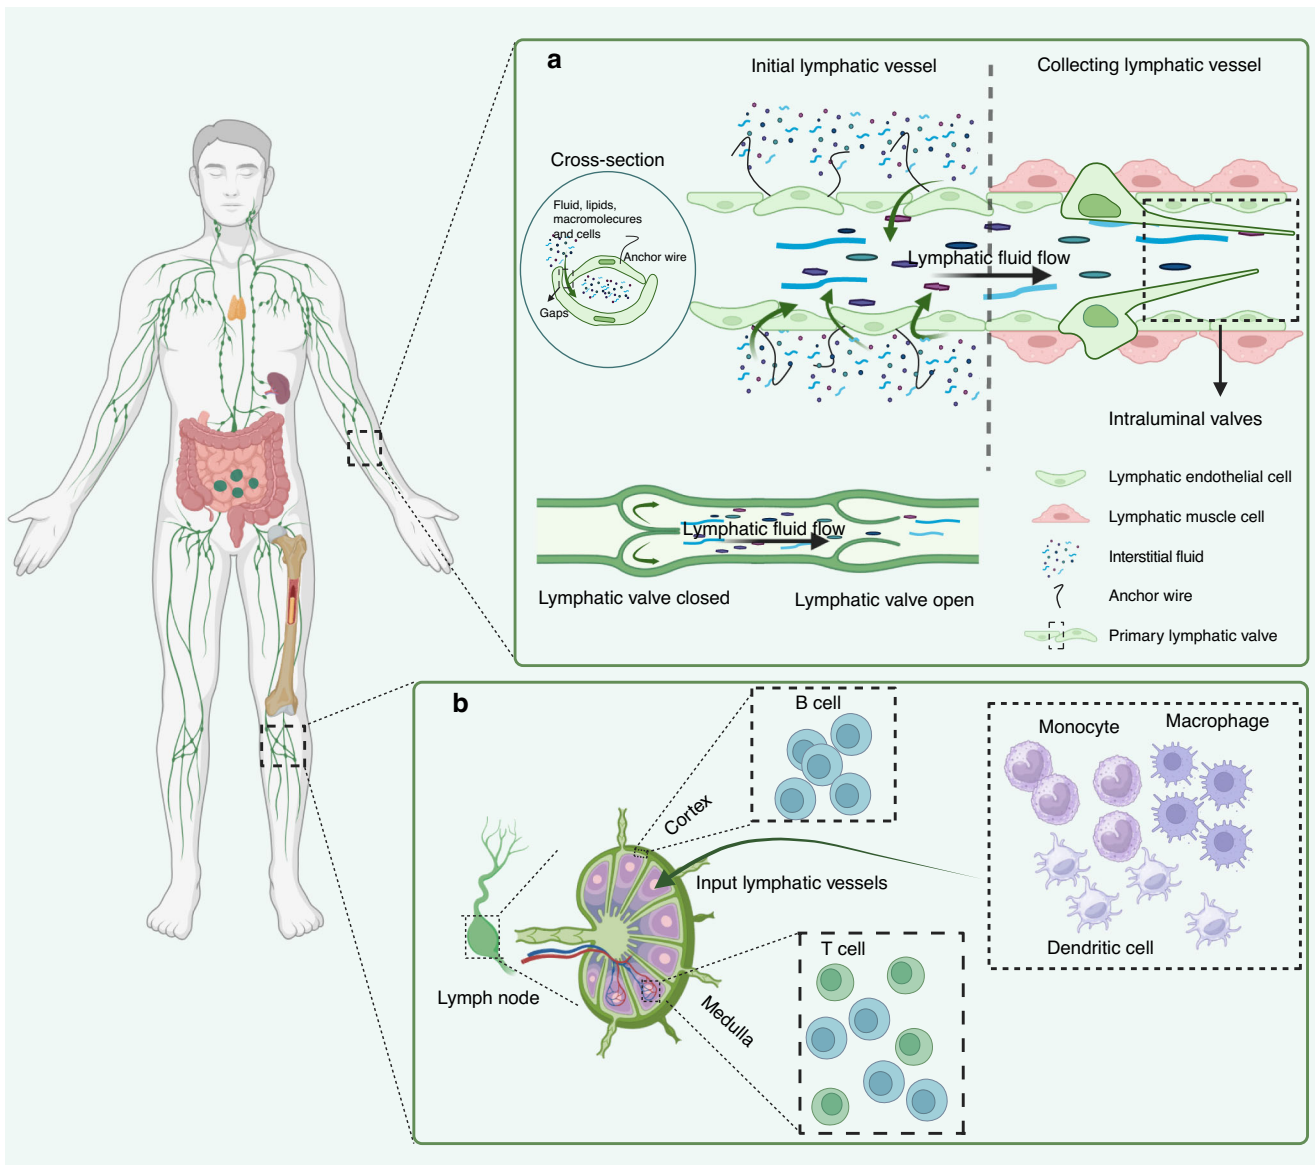 a
Initial lymphatic vessel
Collecting lymphatic vessel
Cross-section
Fluid, lipids,
macromolecures
and cells
Anchor wire
Gaps
Lymphatic fluid flow
Intraluminal valves
Lymphatic fluid flow
Lymphatic valve closed
Lymphatic valve open
Lymphatic endothelial cell
Lymphatic muscle cell
Interstitial fluid
Anchor wire
Primary lymphatic valve
b
B cell
Monocyte
Macrophage
Cortex
Input lymphatic vessels
Dendritic cell
T cell
Lymph node
Medulla